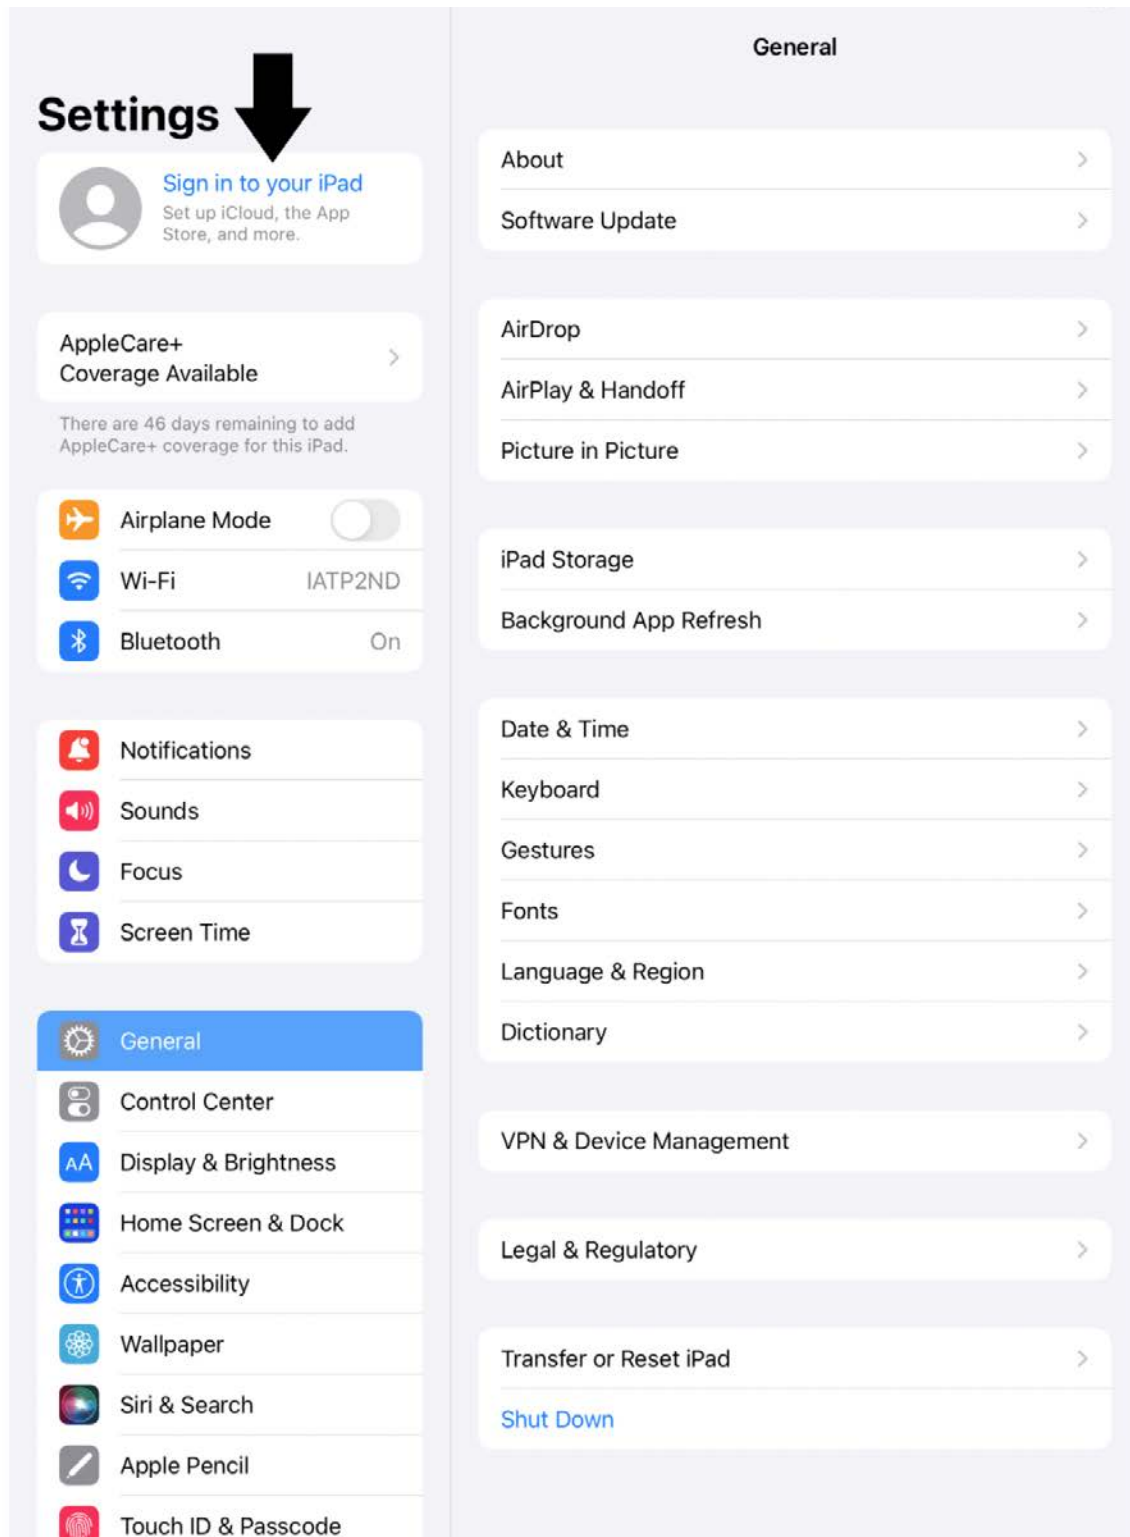 Settings
Sign in to your iPad
Set up iCloud, the App
Store, and more.
AppleCare+
Coverage Available
There are 46 days remaining to add
AppleCare+ coverage for this iPad.
Airplane Mode
Wi-Fi IATP2ND
Bluetooth On
Notifications
Sounds
Focus
Screen Time
General
Control Center
AA Display & Brightness
Home Screen & Dock
Accessibility
Wallpaper
Siri & Search
Apple Pencil
Touch ID & Passcode
General
About
Software Update
AirDrop
AirPlay & Handoff
Picture in Picture
iPad Storage
Background App Refresh
Date & Time
Keyboard
Gestures
Fonts
Language & Region
Dictionary
VPN & Device Management
Legal & Regulatory
Transfer or Reset iPad
Shut Down